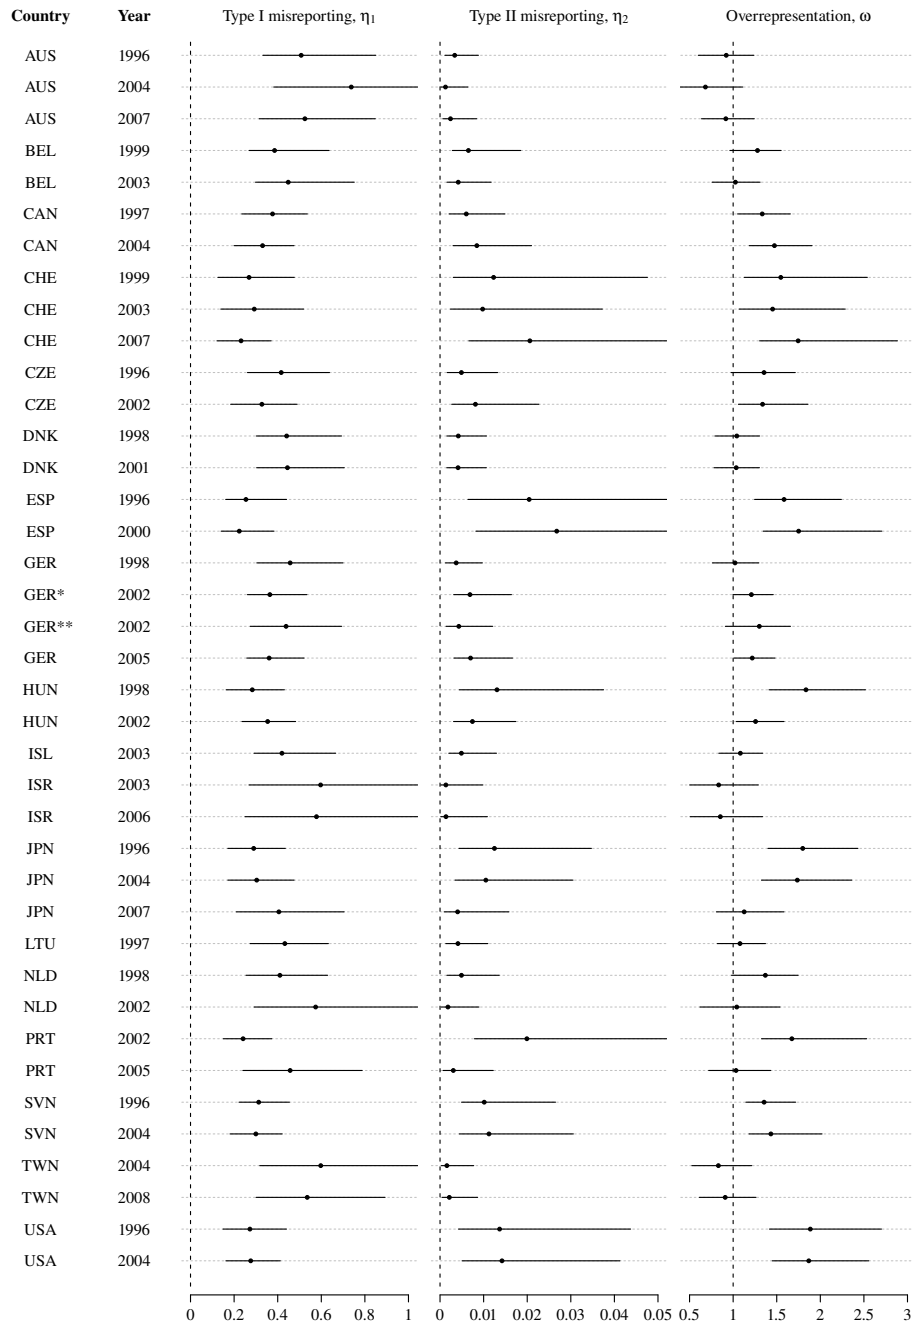 Country Year Type I misreporting, η1 Type II misreporting, η2 Overrepresentation, ω
AUS 1996
AUS 2004
AUS 2007
BEL 1999
BEL 2003
CAN 1997
CAN 2004
CHE 1999
CHE 2003
CHE 2007
CZE 1996
CZE 2002
DNK 1998
DNK 2001
ESP 1996
ESP 2000
GER 1998
GER* 2002
GER** 2002
GER 2005
HUN 1998
HUN 2002
ISL 2003
ISR 2003
ISR 2006
JPN 1996
JPN 2004
JPN 2007
LTU 1997
NLD 1998
NLD 2002
PRT 2002
PRT 2005
SVN 1996
SVN 2004
TWN 2004
TWN 2008
USA 1996
USA 2004
0 0.2 0.4 0.6 0.8 1 0 0.01 0.02 0.03 0.04 0.05 0.5 1 1.5 2 2.5 3